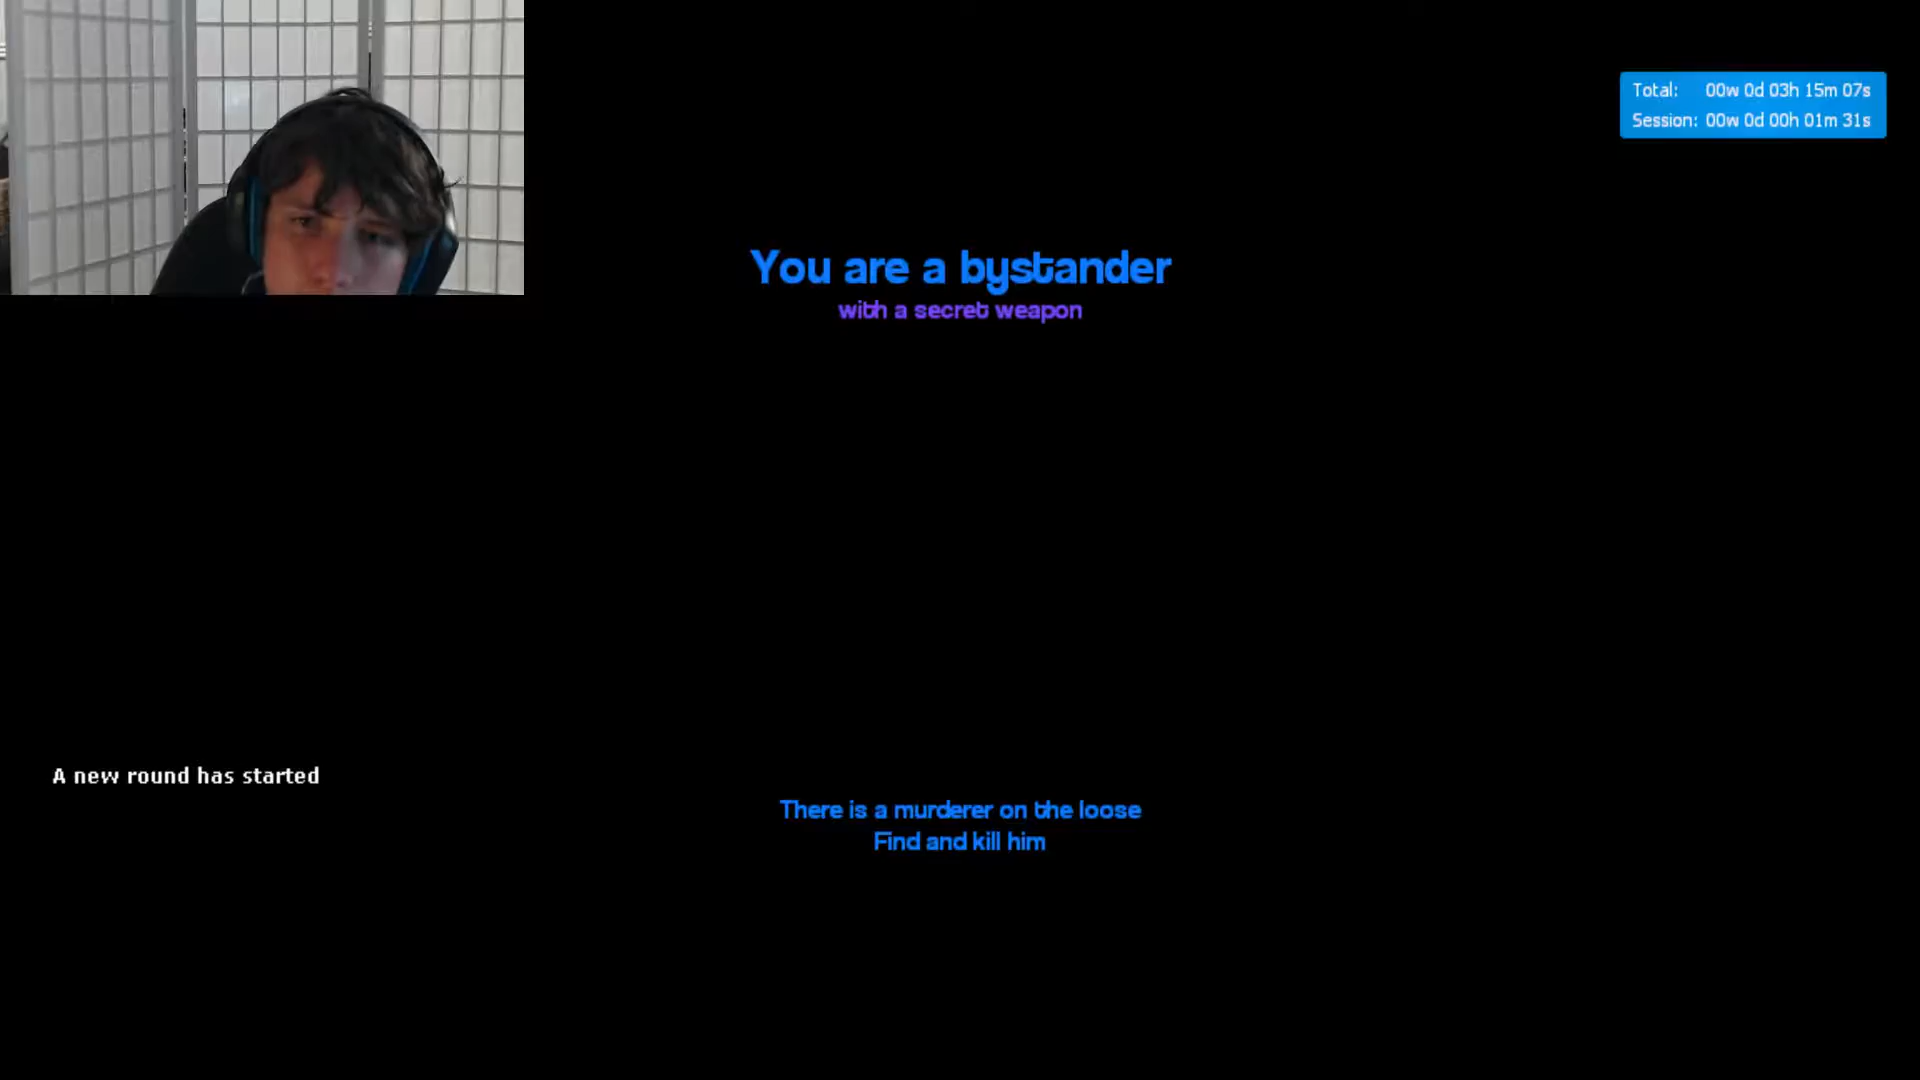 Total: 00w 0d 03h 15m 07s
Session: 00w 0d 00h 01m 31s
You are a bystander
with a secret weapon
A new round has started
There is a murderer on the loose
Find and kill him